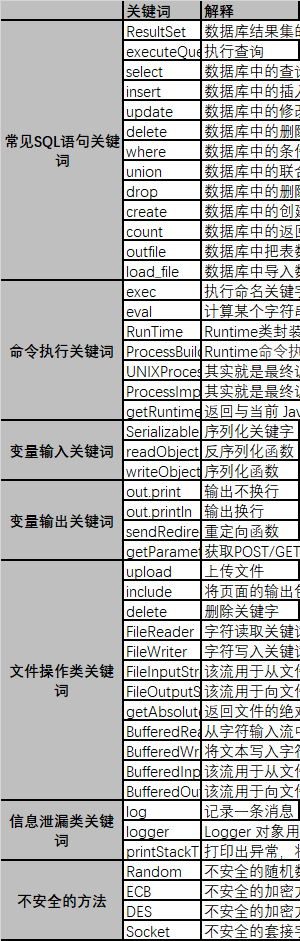 关键词 解释
常见SQL语句关键词
ResultSet 数据库结果集的
executeQue 执行查询
select 数据库中的查询
insert 数据库中的插入
update 数据库中的修改
delete 数据库中的删除
where 数据库中的条件
union 数据库中的联合
drop 数据库中的删除
create 数据库中的创建
count 数据库中的返回
outfile 数据库中把表数
load_file 数据库中导入数
命令执行关键词
exec 执行命名关键字
eval 计算某个字符串
RunTime Runtime类封装
ProcessBuild Runtime命令执
UNIXProces 其实就是最终
ProcessImp 其实就是最终
getRuntime 返回与当前 Jav
变量输入关键词
Serializable 序列化关键字
readObject 反序列化函数
writeObject 序列化函数
变量输出关键词
out.print 输出不换行
out.println 输出换行
sendRedire 重定向函数
getParamet 获取POST/GET
文件操作类关键词
upload 上传文件
include 将页面的输出包
delete 删除关键字
FileReader 字符读取关键词
FileWriter 字符写入关键词
FileInputStr 该流用于从文件
FileOutputS 该流用于向文件
getAbsolute 返回文件的绝对
BufferedRea 从字符输入流中
BufferedWri 将文本写入字符
BufferedInp 该流用于从文件
BufferedOut 该流用于向文件
信息泄漏类关键词
log 记录一条消息
logger Logger 对象用
printStackT 打印出异常，将
不安全的方法
Random 不安全的随机数
ECB 不安全的加密方
DES 不安全的加密方
Socket 不安全的套接字